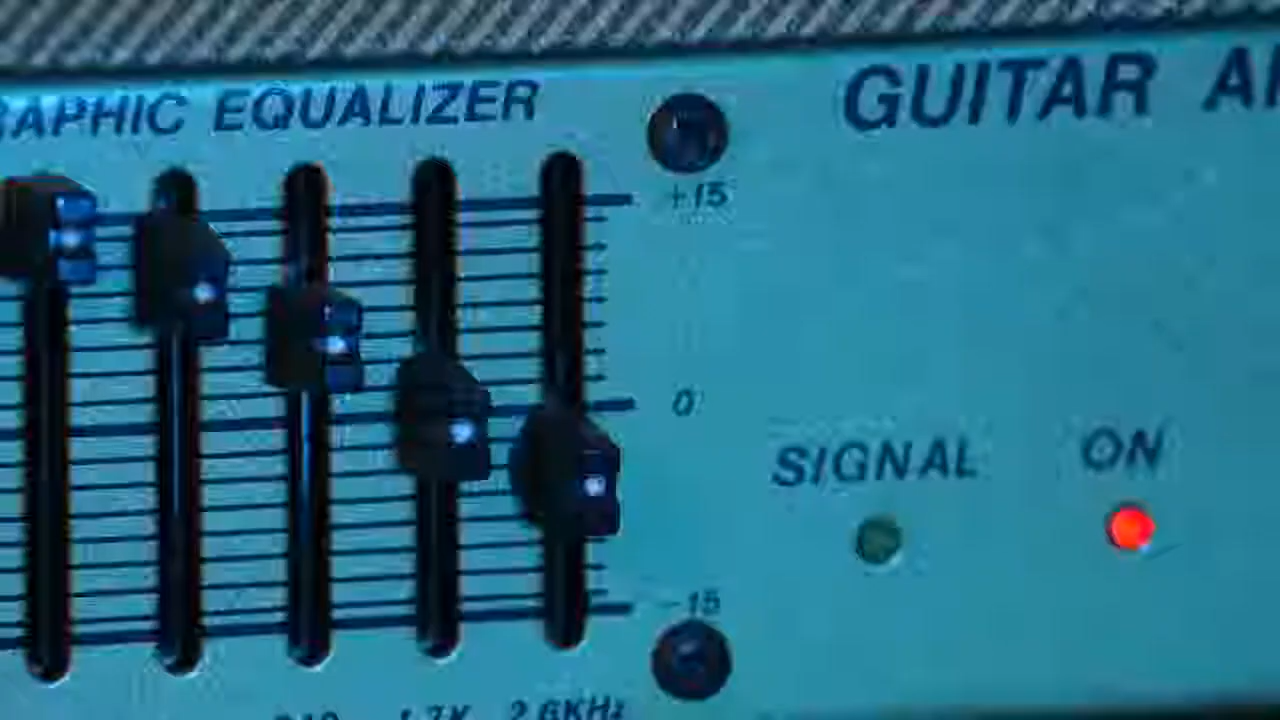 RAPHIC EQUALIZER
GUITAR A
+15
0
SIGNAL ON
-15
1.7K 2.6KHz